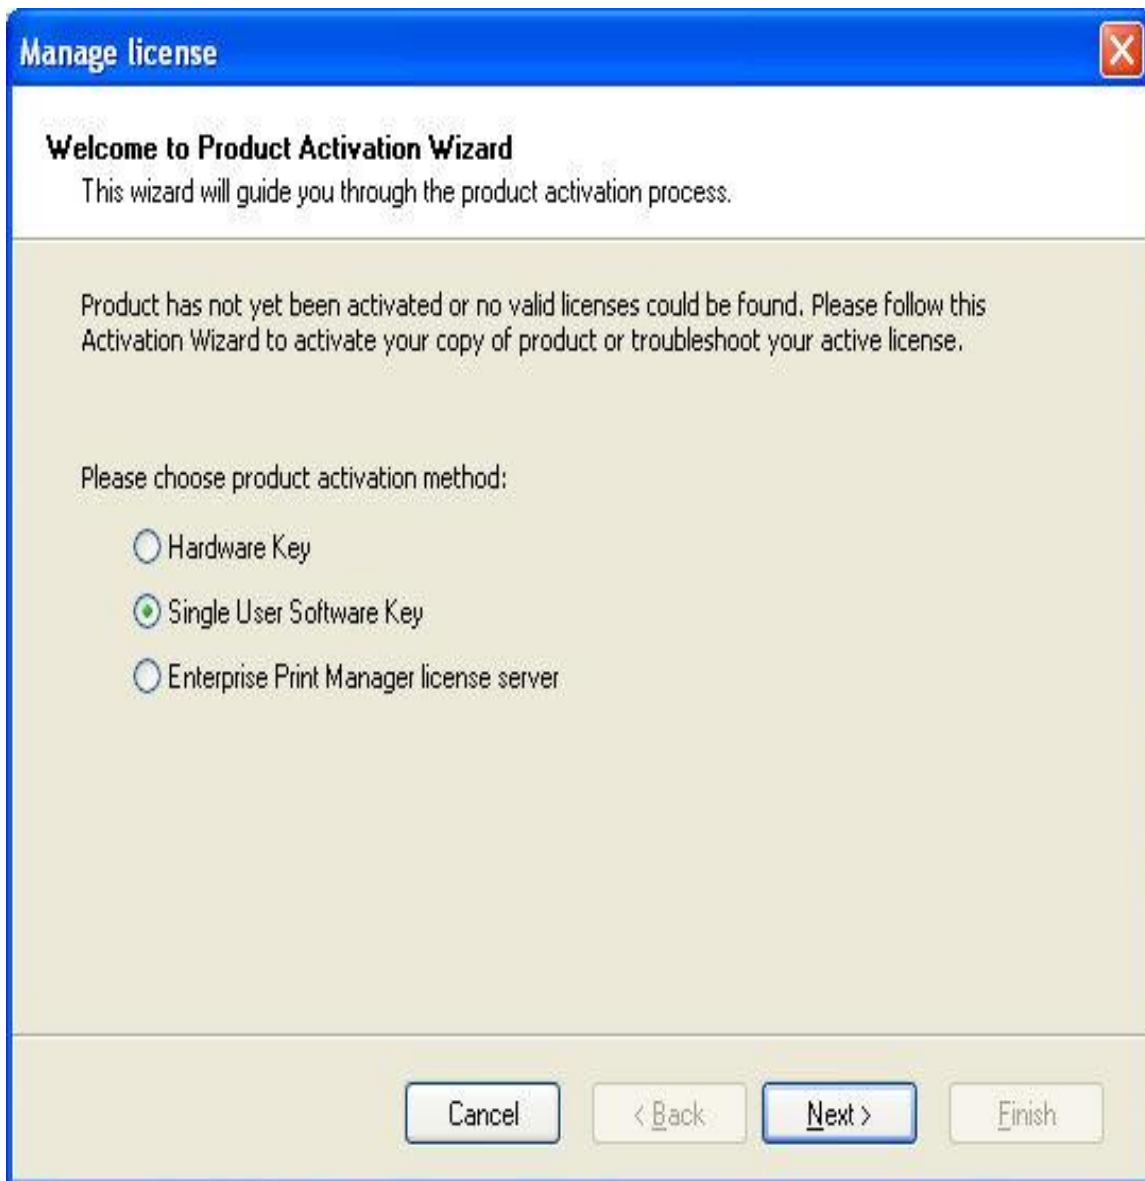 Manage license
Welcome to Product Activation Wizard
This wizard will guide you through the product activation process.
Product has not yet been activated or no valid licenses could be found. Please follow this
Activation Wizard to activate your copy of product or troubleshoot your active license.
Please choose product activation method:
Hardware Key
Single User Software Key
Enterprise Print Manager license server
Cancel < Back Next > Finish